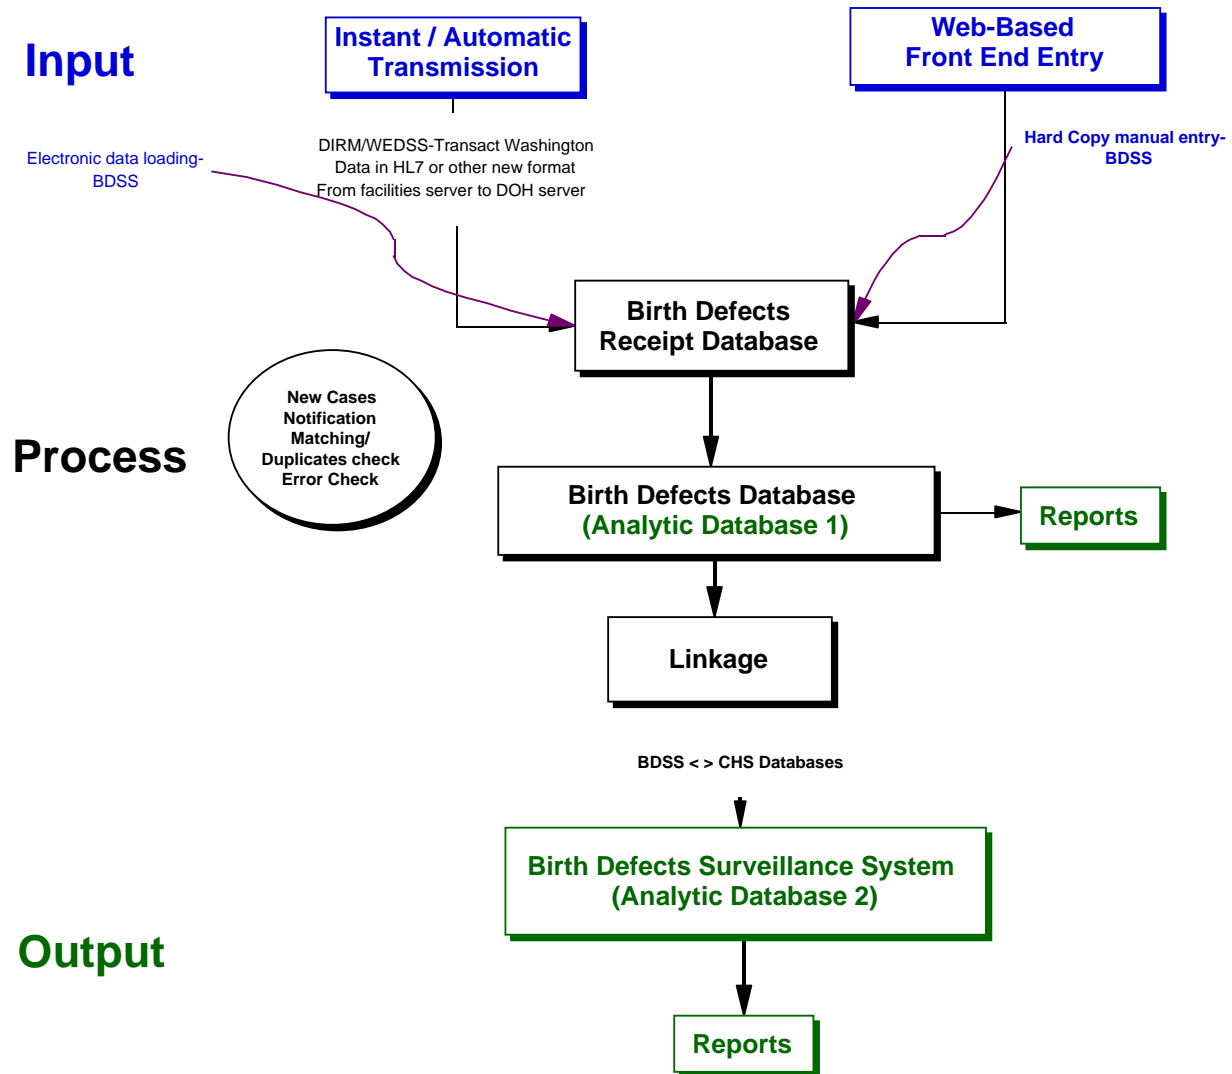 Input
Instant / Automatic
Transmission
Web-Based
Front End Entry
Electronic data loading-
BDSS
DIRM/WEDSS-Transact Washington
Data in HL7 or other new format
From facilities server to DOH server
Hard Copy manual entry-
BDSS
Birth Defects
Receipt Database
Process
New Cases
Notification
Matching/
Duplicates check
Error Check
Birth Defects Database
(Analytic Database 1)
Reports
Linkage
BDSS < > CHS Databases
Birth Defects Surveillance System
(Analytic Database 2)
Output
Reports